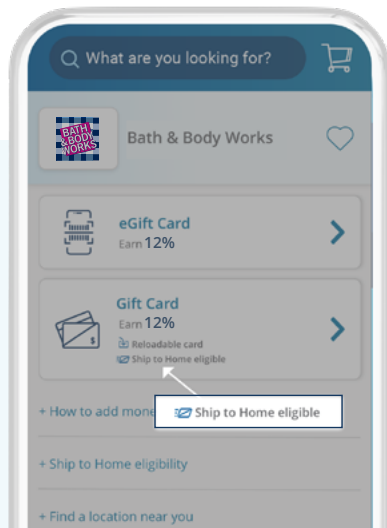 What are you looking for?
BATH
& BODY
WORKS
Bath & Body Works
eGift Card
Earn 12%
Gift Card
Earn 12%
$
Reloadable card
Ship to Home eligible
+ How to add mone
Ship to Home eligible
+ Ship to Home eligibility
+ Find a location near you